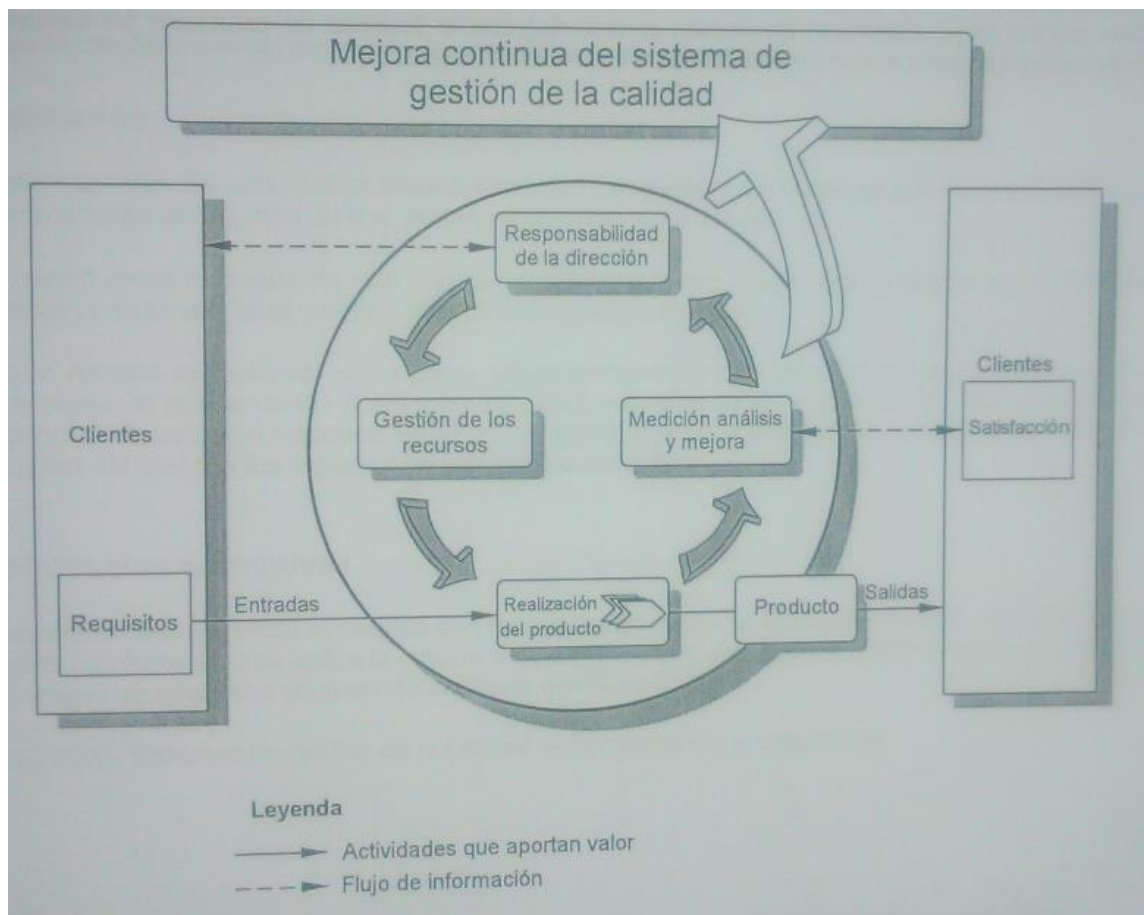 Mejora continua del sistema de
gestión de la calidad
Responsabilidad
de la dirección
Clientes
Gestión de los
recursos
Medición análisis
y mejora
Clientes
Satisfacción
Requisitos
Entradas
Realización
del producto
Producto
Salidas
Leyenda
Actividades que aportan valor
Flujo de información